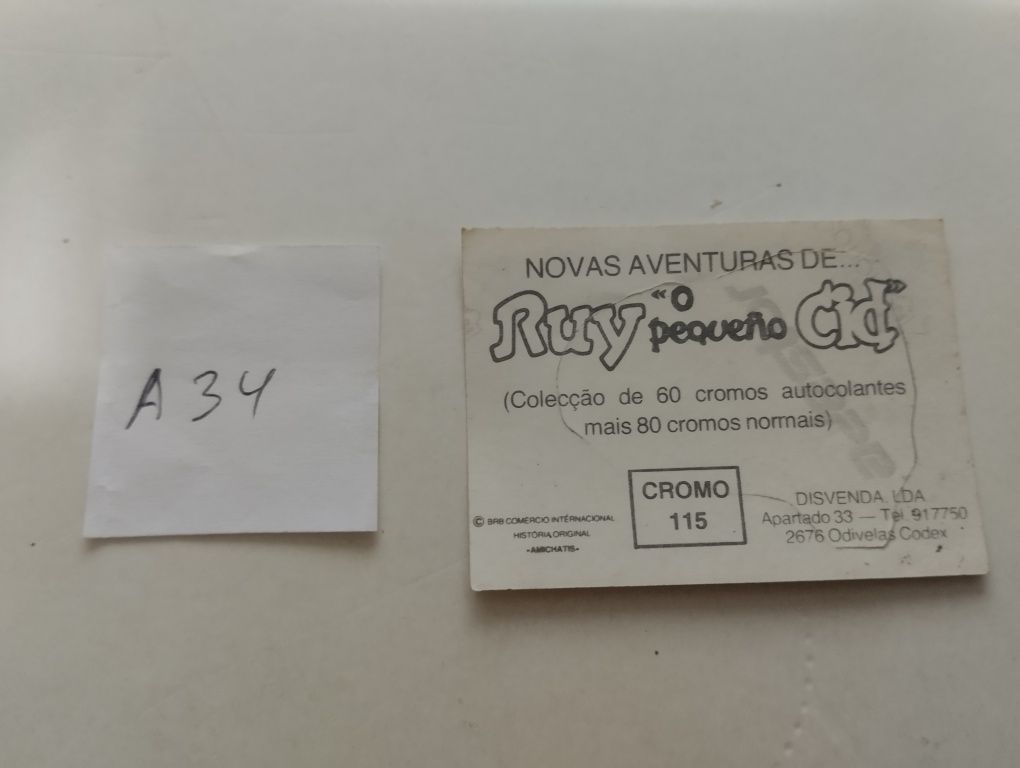 A 34
NOVAS AVENTURAS DE...
Ruy "O pequeño Cid"
(Colecção de 60 cromos autocolantes
mais 80 cromos normais)
CROMO
115
© BRB COMERCIO INTERNACIONAL
HISTÓRIA ORIGINAL
-AMICHATIS-
DISVENDA, LDA
Apartado 33 — Tel. 917750
2676 Odivelas Codex